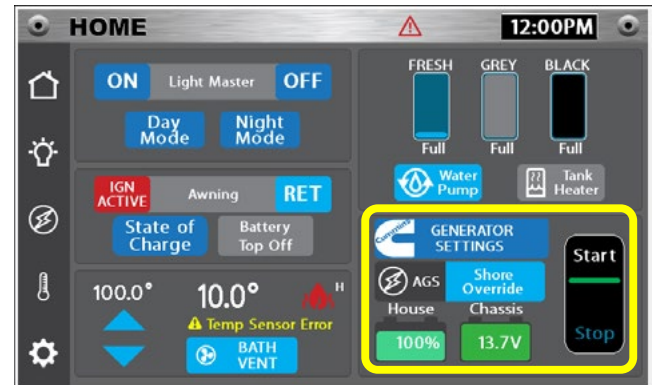 HOME
12:00PM
ON
Light Master
OFF
Day
Mode
Night
Mode
IGN
ACTIVE
Awning
RET
State of
Charge
Battery
Top Off
100.0°
10.0°
H
Temp Sensor Error
BATH
VENT
FRESH
GREY
BLACK
Full
Full
Full
Water
Pump
Tank
Heater
Cummins
GENERATOR
SETTINGS
AGS
Shore
Override
House
Chassis
100%
13.7V
Start
Stop